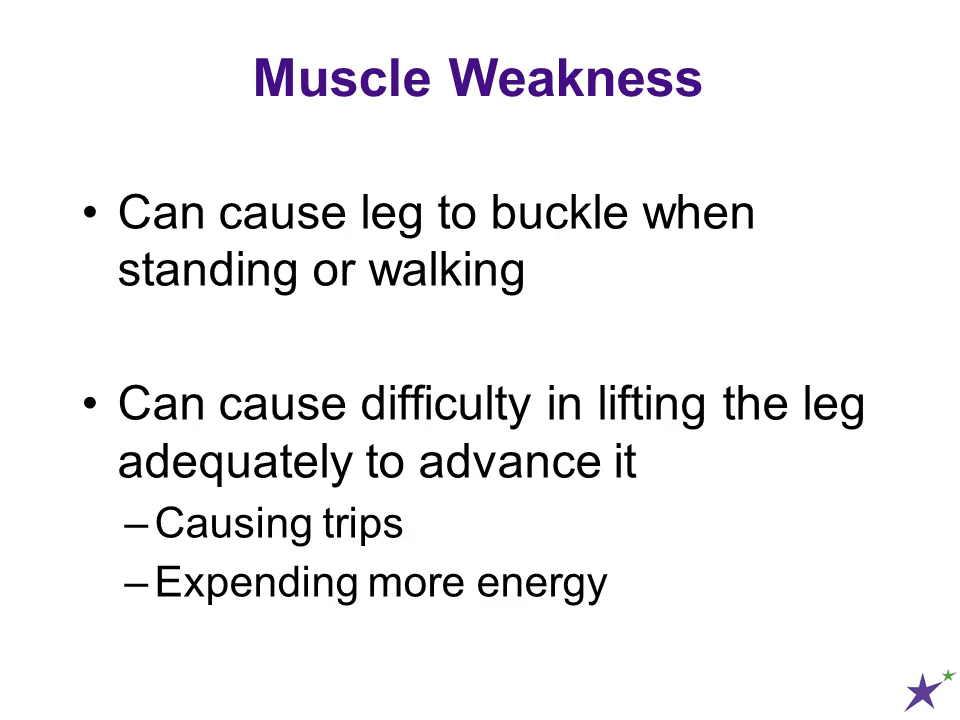 Muscle Weakness
• Can cause leg to buckle when
standing or walking
• Can cause difficulty in lifting the leg
adequately to advance it
– Causing trips
– Expending more energy